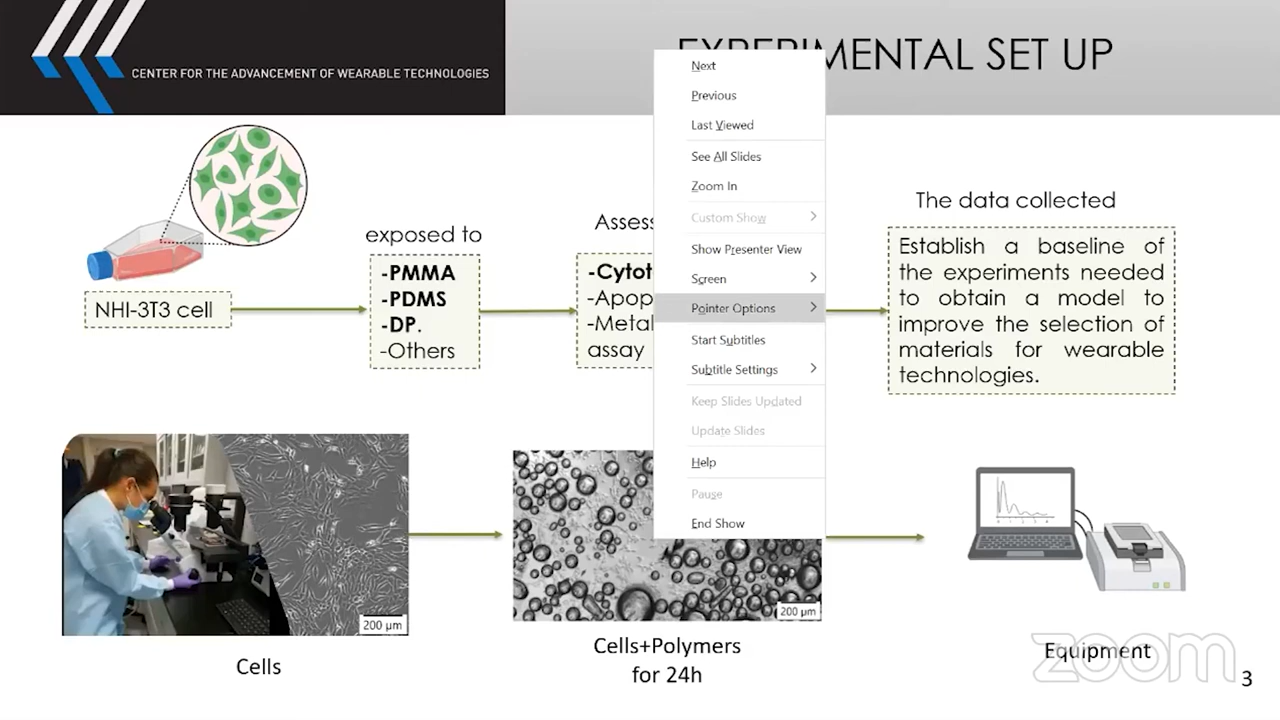 CENTER FOR THE ADVANCEMENT OF WEARABLE TECHNOLOGIES
EXPERIMENTAL SET UP
NHI-3T3 cell
exposed to
-PMMA
-PDMS
-DP.
-Others
Assess
-Cytot
-Apop
-Metal
assay
Next
Previous
Last Viewed
See All Slides
Zoom In
Custom Show
Show Presenter View
Screen
Pointer Options
Start Subtitles
Subtitle Settings
Keep Slides Updated
Update Slides
Help
Pause
End Show
The data collected
Establish a baseline of
the experiments needed
to obtain a model to
improve the selection of
materials for wearable
technologies.
200 µm
Cells
200 µm
Cells+Polymers
for 24h
Equipment
zoom
3